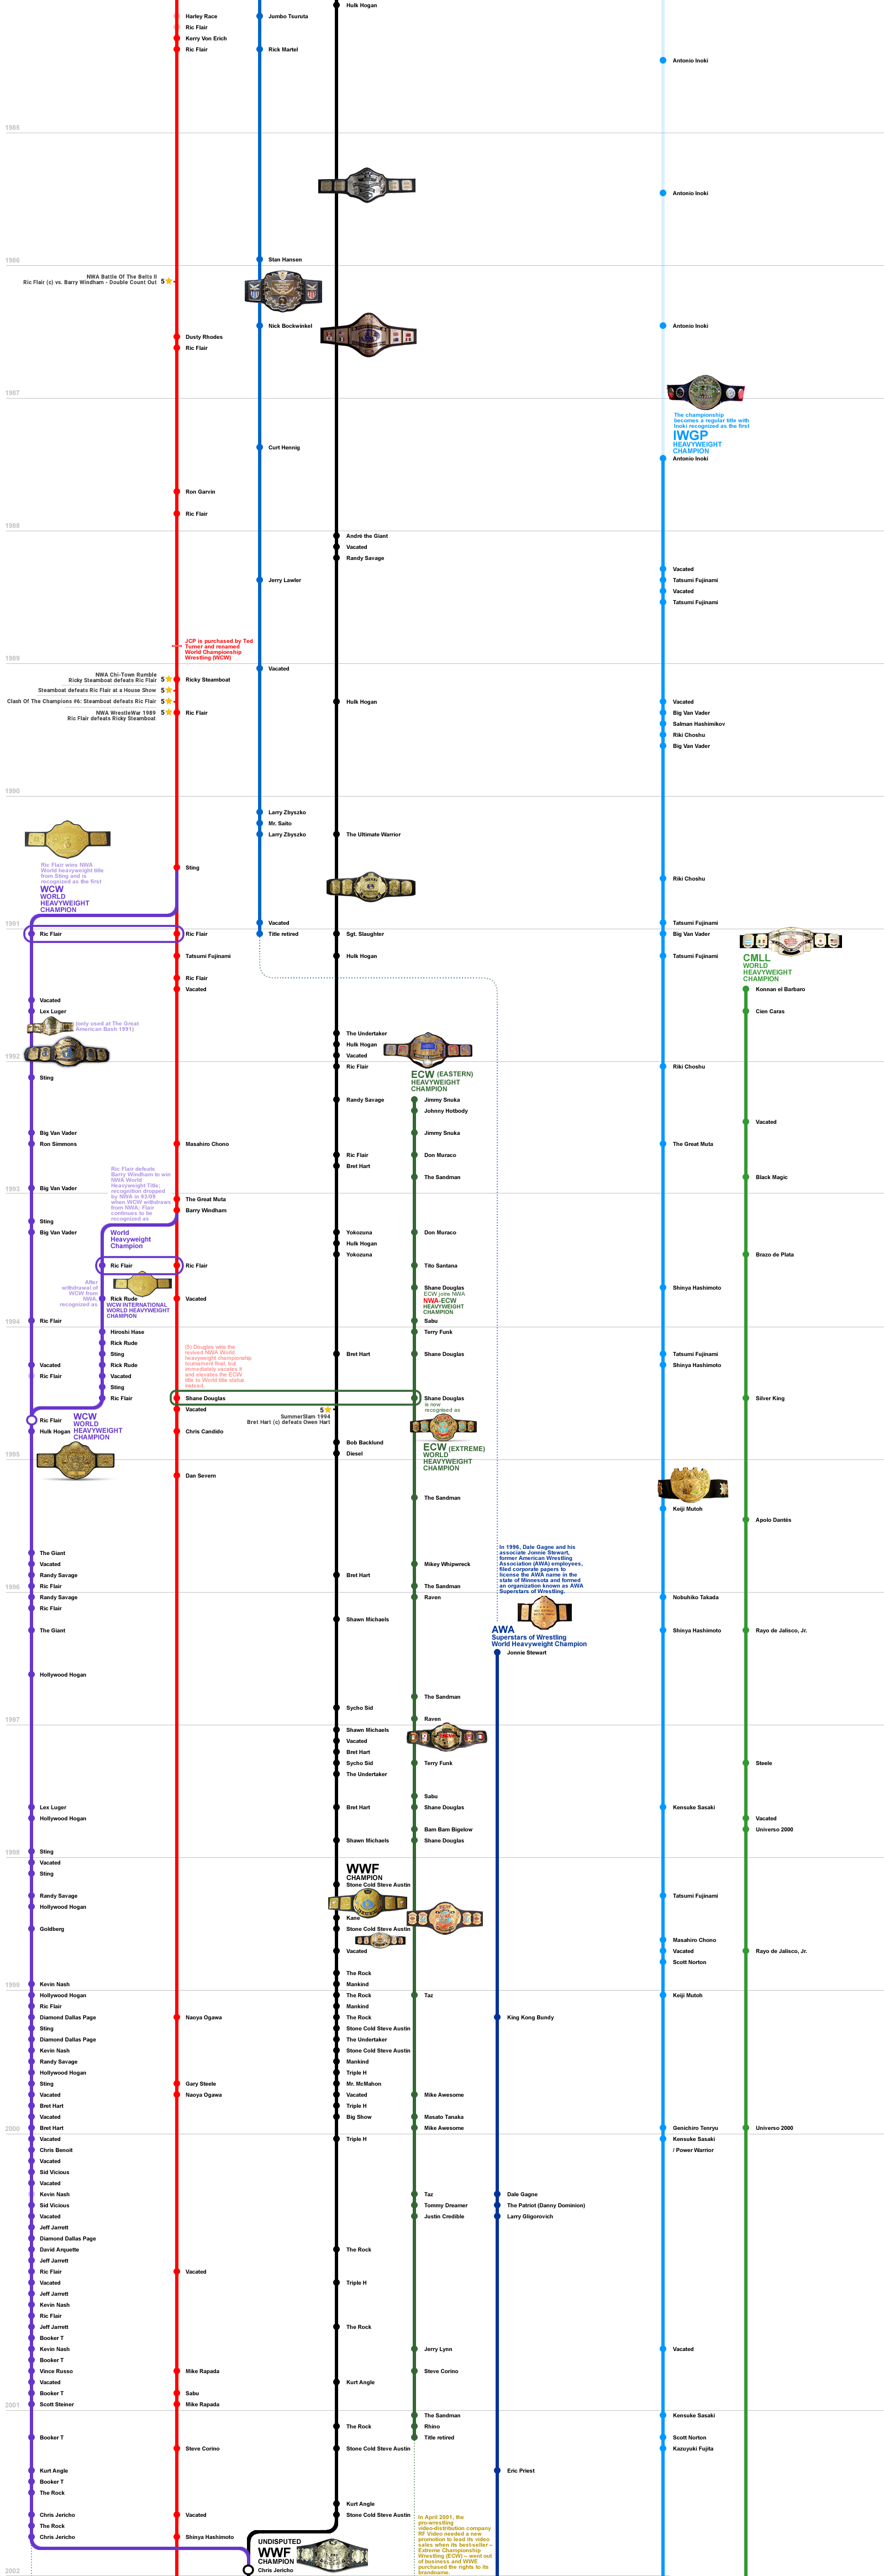 Hulk Hogan
Harley Race
Jumbo Tsuruta
Ric Flair
Kerry Von Erich
Ric Flair
Rick Martel
Antonio Inoki
1985
Antonio Inoki
Stan Hansen
1986
NWA Battle Of The Belts II
Ric Flair (c) vs. Barry Windham - Double Count Out
5
Nick Bockwinkel
Antonio Inoki
Dusty Rhodes
Ric Flair
1987
The championship
becomes a regular title with
Inoki recognized as the first
IWGP
HEAVYWEIGHT
CHAMPION
Curt Hennig
Antonio Inoki
Ron Garvin
Ric Flair
1988
André the Giant
Vacated
Randy Savage
Vacated
Jerry Lawler
Tatsumi Fujinami
Vacated
Tatsumi Fujinami
JCP is purchased by Ted
Turner and renamed
World Championship
Wrestling (WCW)
1989
Vacated
NWA Chi-Town Rumble
Ricky Steamboat defeats Ric Flair
5
Ricky Steamboat
Steamboat defeats Ric Flair at a House Show
5
Clash Of The Champions #6: Steamboat defeats Ric Flair
5
Hulk Hogan
Vacated
NWA WrestleWar 1989
Ric Flair defeats Ricky Steamboat
5
Ric Flair
Big Van Vader
Salman Hashimikov
Riki Choshu
Big Van Vader
1990
Larry Zbyszko
Mr. Saito
Larry Zbyszko
The Ultimate Warrior
Ric Flair wins NWA
World heavyweight title
from Sting and is
recognized as the first
WCW
WORLD
HEAVYWEIGHT
CHAMPION
Sting
Riki Choshu
1991
Vacated
Tatsumi Fujinami
Ric Flair
Ric Flair
Title retired
Sgt. Slaughter
Big Van Vader
Tatsumi Fujinami
Hulk Hogan
Tatsumi Fujinami
CMLL
WORLD
HEAVYWEIGHT
CHAMPION
Ric Flair
Vacated
Konnan el Barbaro
Vacated
Lex Luger
Cien Caras
(only used at The Great
American Bash 1991)
The Undertaker
Hulk Hogan
Vacated
1992
Ric Flair
Riki Choshu
Sting
ECW (EASTERN)
HEAVYWEIGHT
CHAMPION
Randy Savage
Jimmy Snuka
Johnny Hotbody
Vacated
Big Van Vader
Jimmy Snuka
Ron Simmons
Masahiro Chono
The Great Muta
Ric Flair
Don Muraco
Bret Hart
Ric Flair defeats
Barry Windham to win
NWA World
Heavyweight Title;
recognition dropped
by NWA in 93/09
when WCW withdraws
from NWA; Flair
continues to be
recognized as
World
Heavyweight
Champion
The Sandman
Black Magic
Big Van Vader
1993
The Great Muta
Barry Windham
Sting
Big Van Vader
Yokozuna
Don Muraco
Hulk Hogan
Yokozuna
Brazo de Plata
Ric Flair
Ric Flair
Tito Santana
After
withdrawal of
WCW from
NWA,
recognized as
Shane Douglas
ECW joins NWA
NWA-ECW
HEAVYWEIGHT
CHAMPION
Shinya Hashimoto
Rick Rude
WCW INTERNATIONAL
WORLD HEAVYWEIGHT
CHAMPION
Vacated
Ric Flair
Sabu
1994
Hiroshi Hase
Terry Funk
Rick Rude
Sting
(5) Douglas wins the
revived NWA World
heavyweight championship
tournament final; but
immediately vacates it
and elevates the ECW
title to World title status
instead.
Bret Hart
Shane Douglas
Tatsumi Fujinami
Vacated
Rick Rude
Shinya Hashimoto
Ric Flair
Vacated
Sting
Ric Flair
Shane Douglas
Shane Douglas
is now
recognised as
Silver King
Vacated
5
SummerSlam 1994
Bret Hart (c) defeats Owen Hart
Ric Flair
WCW
WORLD
HEAVYWEIGHT
CHAMPION
Hulk Hogan
Chris Candido
Bob Backlund
ECW (EXTREME)
WORLD
HEAVYWEIGHT
CHAMPION
Diesel
1995
Dan Severn
The Sandman
Keiji Mutoh
Apolo Dantés
The Giant
In 1996, Dale Gagne and his
associate Jonnie Stewart,
former American Wrestling
Association (AWA) employees,
filed corporate papers to
license the AWA name in the
state of Minnesota and formed
an organization known as AWA
Superstars of Wrestling.
Vacated
Mikey Whipwreck
Randy Savage
Bret Hart
Ric Flair
The Sandman
1996
Randy Savage
Raven
Nobuhiko Takada
Ric Flair
Shawn Michaels
The Giant
AWA
Superstars of Wrestling
World Heavyweight Champion
Shinya Hashimoto
Rayo de Jalisco, Jr.
Jonnie Stewart
Hollywood Hogan
The Sandman
Sycho Sid
Raven
1997
Shawn Michaels
Vacated
Bret Hart
Sycho Sid
Terry Funk
Steele
The Undertaker
Sabu
Lex Luger
Bret Hart
Shane Douglas
Kensuke Sasaki
Hollywood Hogan
Vacated
Bam Bam Bigelow
Universo 2000
Shawn Michaels
Shane Douglas
Sting
1998
Vacated
Sting
WWF
CHAMPION
Stone Cold Steve Austin
Randy Savage
Tatsumi Fujinami
Hollywood Hogan
Kane
Goldberg
Stone Cold Steve Austin
Masahiro Chono
Vacated
Vacated
Rayo de Jalisco, Jr.
Scott Norton
The Rock
1999
Kevin Nash
Mankind
Hollywood Hogan
The Rock
Taz
Keiji Mutoh
Ric Flair
Mankind
Diamond Dallas Page
Naoya Ogawa
The Rock
King Kong Bundy
Sting
Stone Cold Steve Austin
Diamond Dallas Page
The Undertaker
Kevin Nash
Stone Cold Steve Austin
Randy Savage
Mankind
Hollywood Hogan
Triple H
Sting
Gary Steele
Mr. McMahon
Vacated
Naoya Ogawa
Vacated
Mike Awesome
Bret Hart
Triple H
Vacated
Big Show
Masato Tanaka
2000
Bret Hart
Mike Awesome
Genichiro Tenryu
Universo 2000
Vacated
Triple H
Kensuke Sasaki
Chris Benoit
/ Power Warrior
Vacated
Sid Vicious
Vacated
Kevin Nash
Taz
Dale Gagne
Sid Vicious
Tommy Dreamer
The Patriot (Danny Dominion)
Vacated
Justin Credible
Larry Gligorovich
Jeff Jarrett
Diamond Dallas Page
David Arquette
The Rock
Jeff Jarrett
Ric Flair
Vacated
Vacated
Triple H
Jeff Jarrett
Kevin Nash
Ric Flair
Jeff Jarrett
The Rock
Booker T
Kevin Nash
Jerry Lynn
Vacated
Booker T
Vince Russo
Mike Rapada
Steve Corino
Vacated
Kurt Angle
Booker T
Sabu
Scott Steiner
Mike Rapada
2001
The Sandman
Kensuke Sasaki
The Rock
Rhino
Booker T
Title retired
Scott Norton
Steve Corino
Stone Cold Steve Austin
Kazuyuki Fujita
Kurt Angle
Eric Priest
Booker T
The Rock
Kurt Angle
Chris Jericho
Vacated
Stone Cold Steve Austin
In April 2001, the
pro-wrestling
video-distribution company
RF Video needed a new
promotion to lead its video
sales when its best-seller –
Extreme Championship
Wrestling (ECW) – went out
of business and WWE
purchased the rights to its
brandname.
The Rock
Chris Jericho
Shinya Hashimoto
UNDISPUTED
WWF
CHAMPION
Chris Jericho
2002